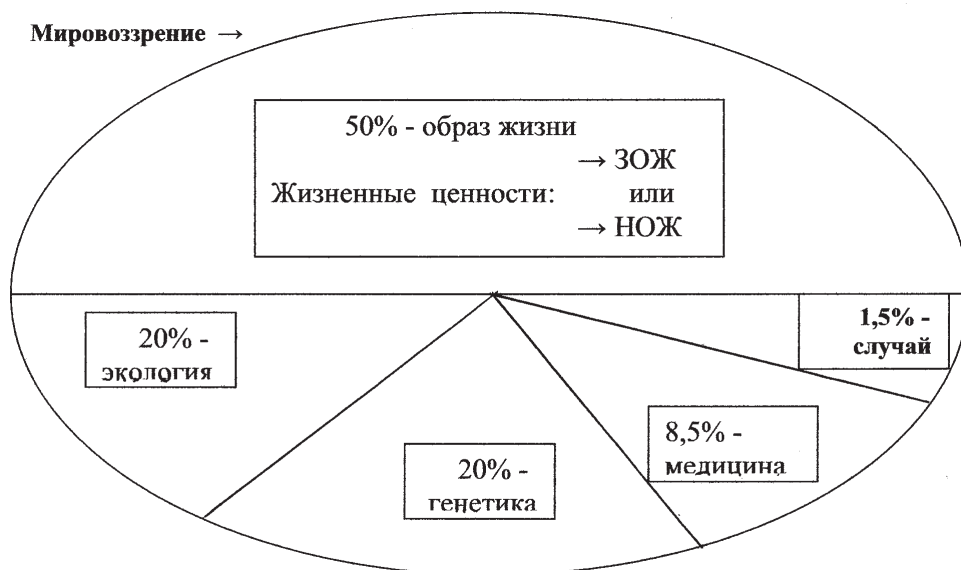 Мировоззрение →
50% - образ жизни
→ ЗОЖ
Жизненные ценности: или
→ НОЖ
20% -
экология
20% -
генетика
8,5% -
медицина
1,5% -
случай